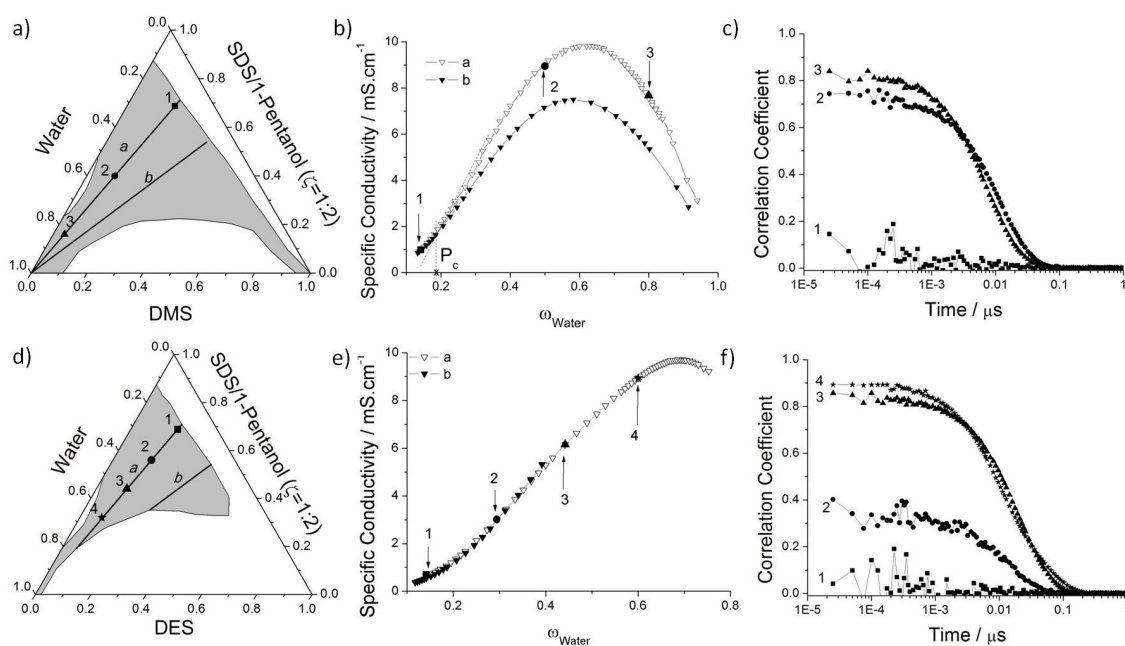 a)
0.0
1.0
0.2
0.8
0.4
0.6
0.6
0.4
0.8
0.2
1.0
0.0
0.0 0.2 0.4 0.6 0.8 1.0
Water
SDS/1-Pentanol (ζ=1:2)
DMS
1
a
2
b
3
b)
Specific Conductivity / mS.cm⁻¹
10
8
6
4
2
0
0.0 0.2 0.4 0.6 0.8 1.0
ω Water
a
b
1
2
3
Pc
c)
Correlation Coefficient
1.0
0.8
0.6
0.4
0.2
0.0
1E-5 1E-4 1E-3 0.01 0.1 1
Time / μs
3
2
1
d)
0.0
1.0
0.2
0.8
0.4
0.6
0.6
0.4
0.8
0.2
1.0
0.0
0.0 0.2 0.4 0.6 0.8 1.0
Water
SDS/1-Pentanol (ζ=1:2)
DES
1
2
a
3
b
4
e)
Specific Conductivity / mS.cm⁻¹
10
8
6
4
2
0
0.2 0.4 0.6 0.8
ω Water
a
b
1
2
3
4
f)
Correlation Coefficient
1.0
0.8
0.6
0.4
0.2
0.0
1E-5 1E-4 1E-3 0.01 0.1 1
Time / μs
4
3
2
1